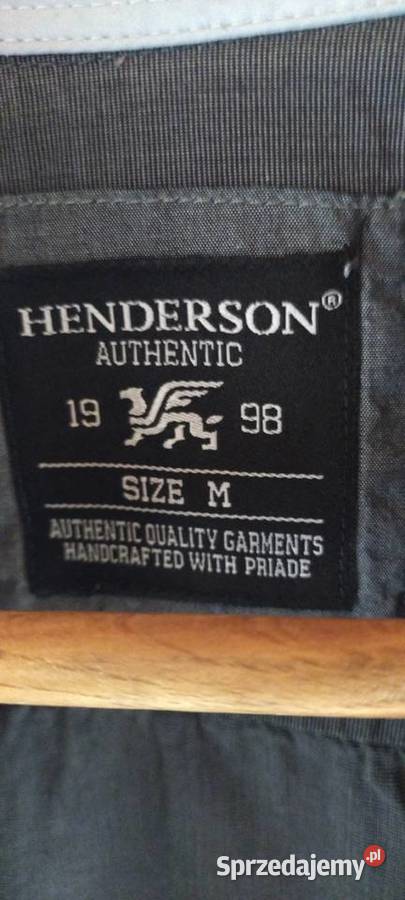 HENDERSON®
AUTHENTIC
19 98
SIZE M
AUTHENTIC QUALITY GARMENTS
HANDCRAFTED WITH PRIADE
Sprzedajemy.pl